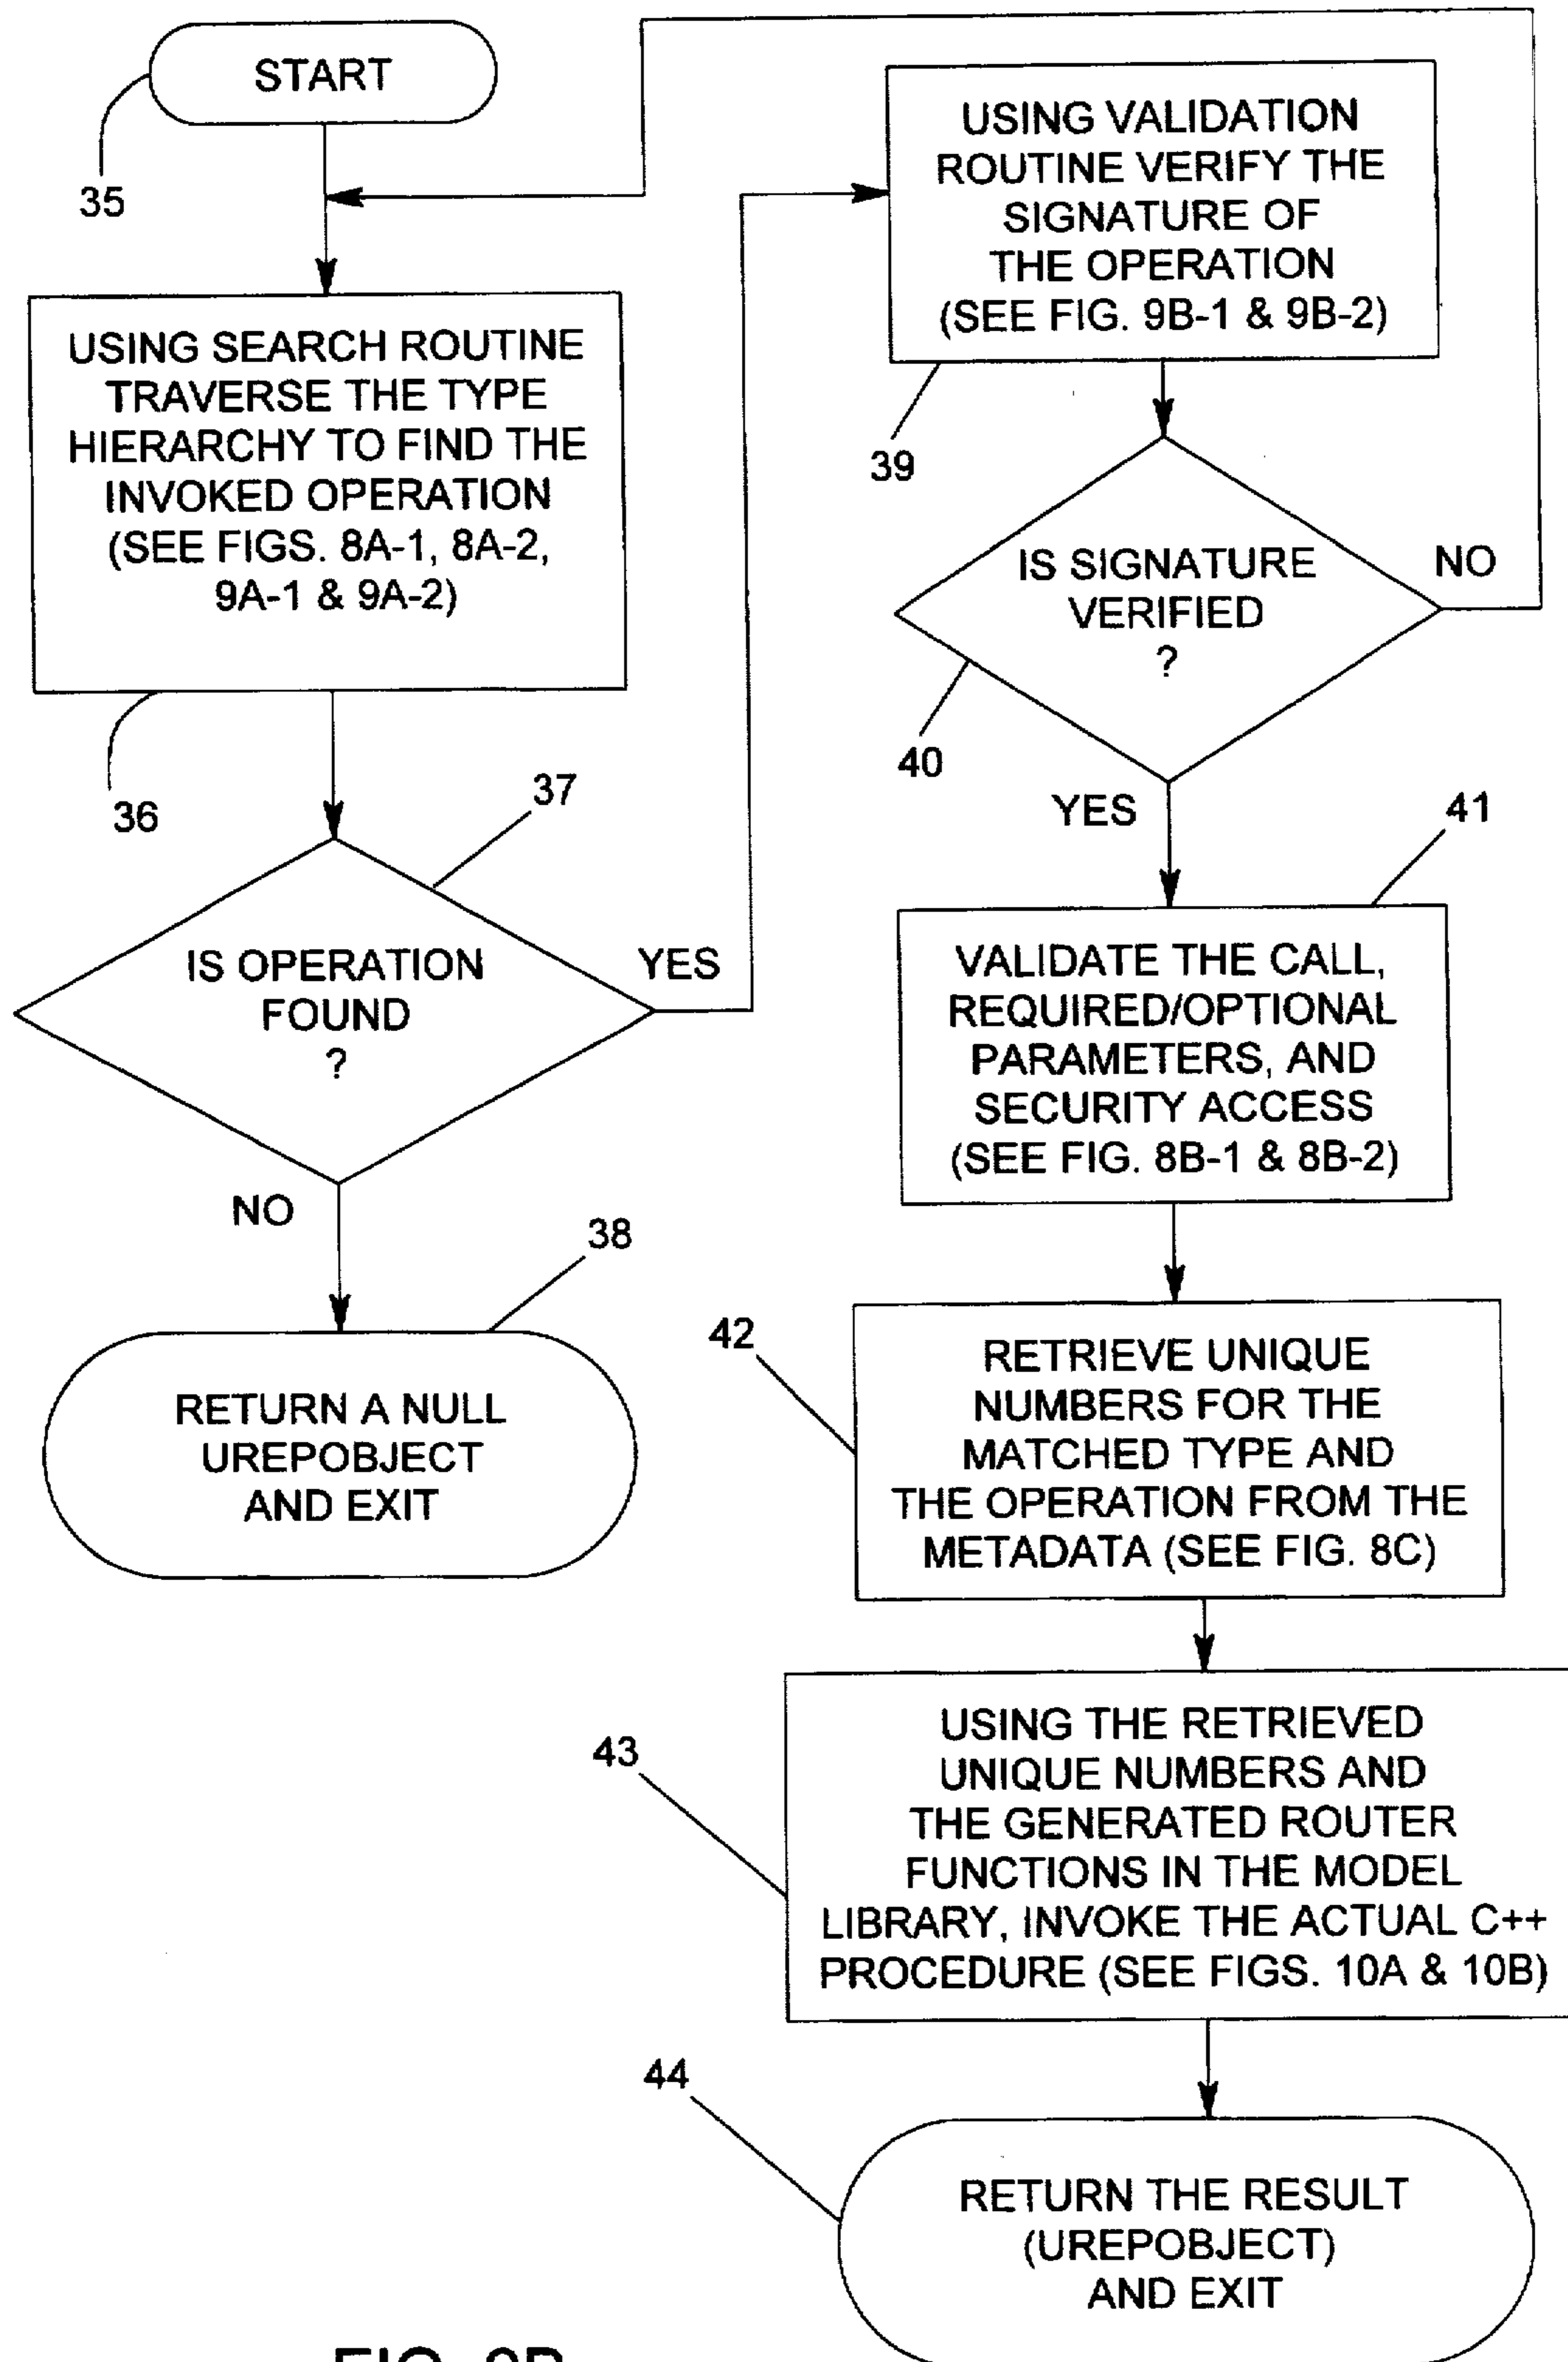 START
35
USING SEARCH ROUTINE
TRAVERSE THE TYPE
HIERARCHY TO FIND THE
INVOKED OPERATION
(SEE FIGS. 8A-1, 8A-2,
9A-1 & 9A-2)
36
37
IS OPERATION
FOUND
?
YES
NO
38
RETURN A NULL
UREPOBJECT
AND EXIT
USING VALIDATION
ROUTINE VERIFY THE
SIGNATURE OF
THE OPERATION
(SEE FIG. 9B-1 & 9B-2)
39
IS SIGNATURE
VERIFIED
?
NO
40
YES
41
VALIDATE THE CALL,
REQUIRED/OPTIONAL
PARAMETERS, AND
SECURITY ACCESS
(SEE FIG. 8B-1 & 8B-2)
42
RETRIEVE UNIQUE
NUMBERS FOR THE
MATCHED TYPE AND
THE OPERATION FROM THE
METADATA (SEE FIG. 8C)
43
USING THE RETRIEVED
UNIQUE NUMBERS AND
THE GENERATED ROUTER
FUNCTIONS IN THE MODEL
LIBRARY, INVOKE THE ACTUAL C++
PROCEDURE (SEE FIGS. 10A & 10B)
44
RETURN THE RESULT
(UREPOBJECT)
AND EXIT